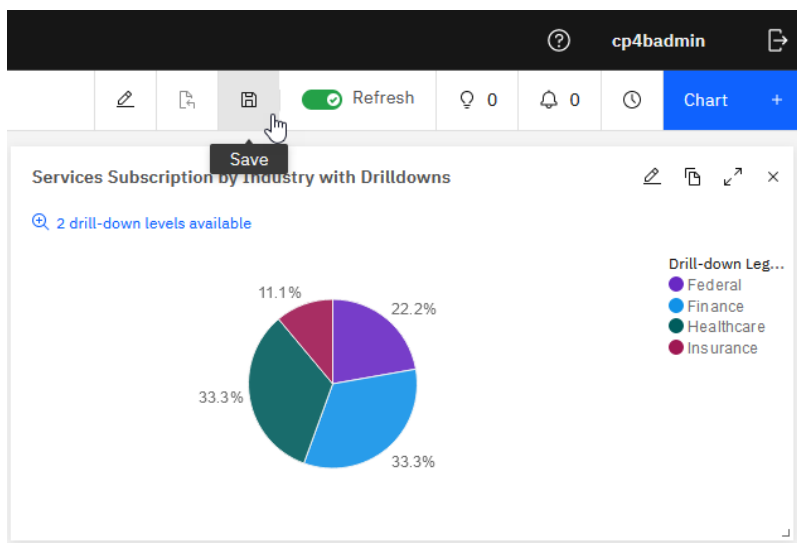 cp4badmin
Refresh
0
0
Chart +
Save
Services Subscription by Industry with Drilldowns
2 drill-down levels available
Drill-down Leg...
Federal
Finance
Healthcare
Insurance
11.1%
22.2%
33.3%
33.3%